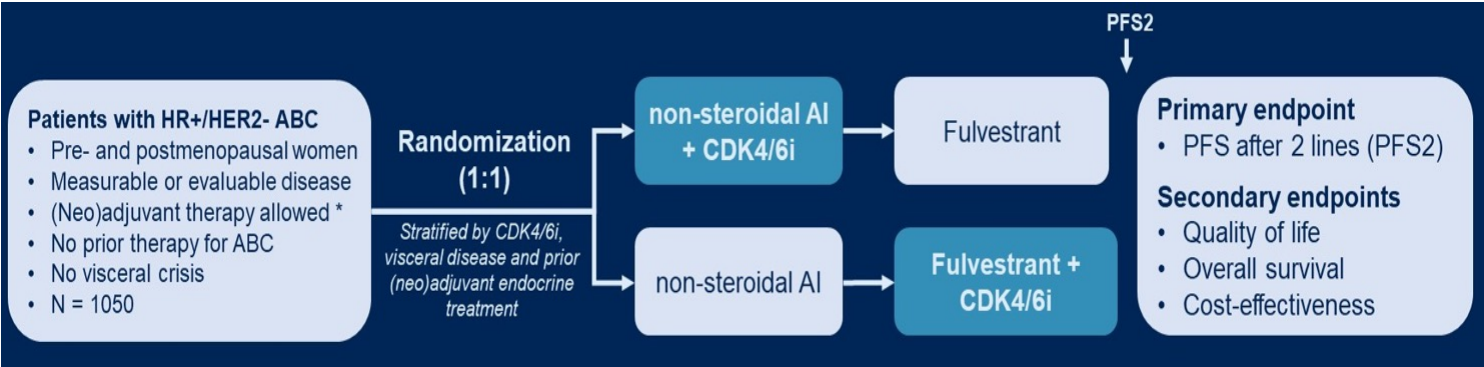 PFS2
Patients with HR+/HER2- ABC
• Pre- and postmenopausal women
• Measurable or evaluable disease
• (Neo)adjuvant therapy allowed *
• No prior therapy for ABC
• No visceral crisis
• N = 1050
Randomization
(1:1)
Stratified by CDK4/6i,
visceral disease and prior
(neo)adjuvant endocrine
treatment
non-steroidal AI
+ CDK4/6i
Fulvestrant
non-steroidal AI
Fulvestrant +
CDK4/6i
Primary endpoint
• PFS after 2 lines (PFS2)
Secondary endpoints
• Quality of life
• Overall survival
• Cost-effectiveness